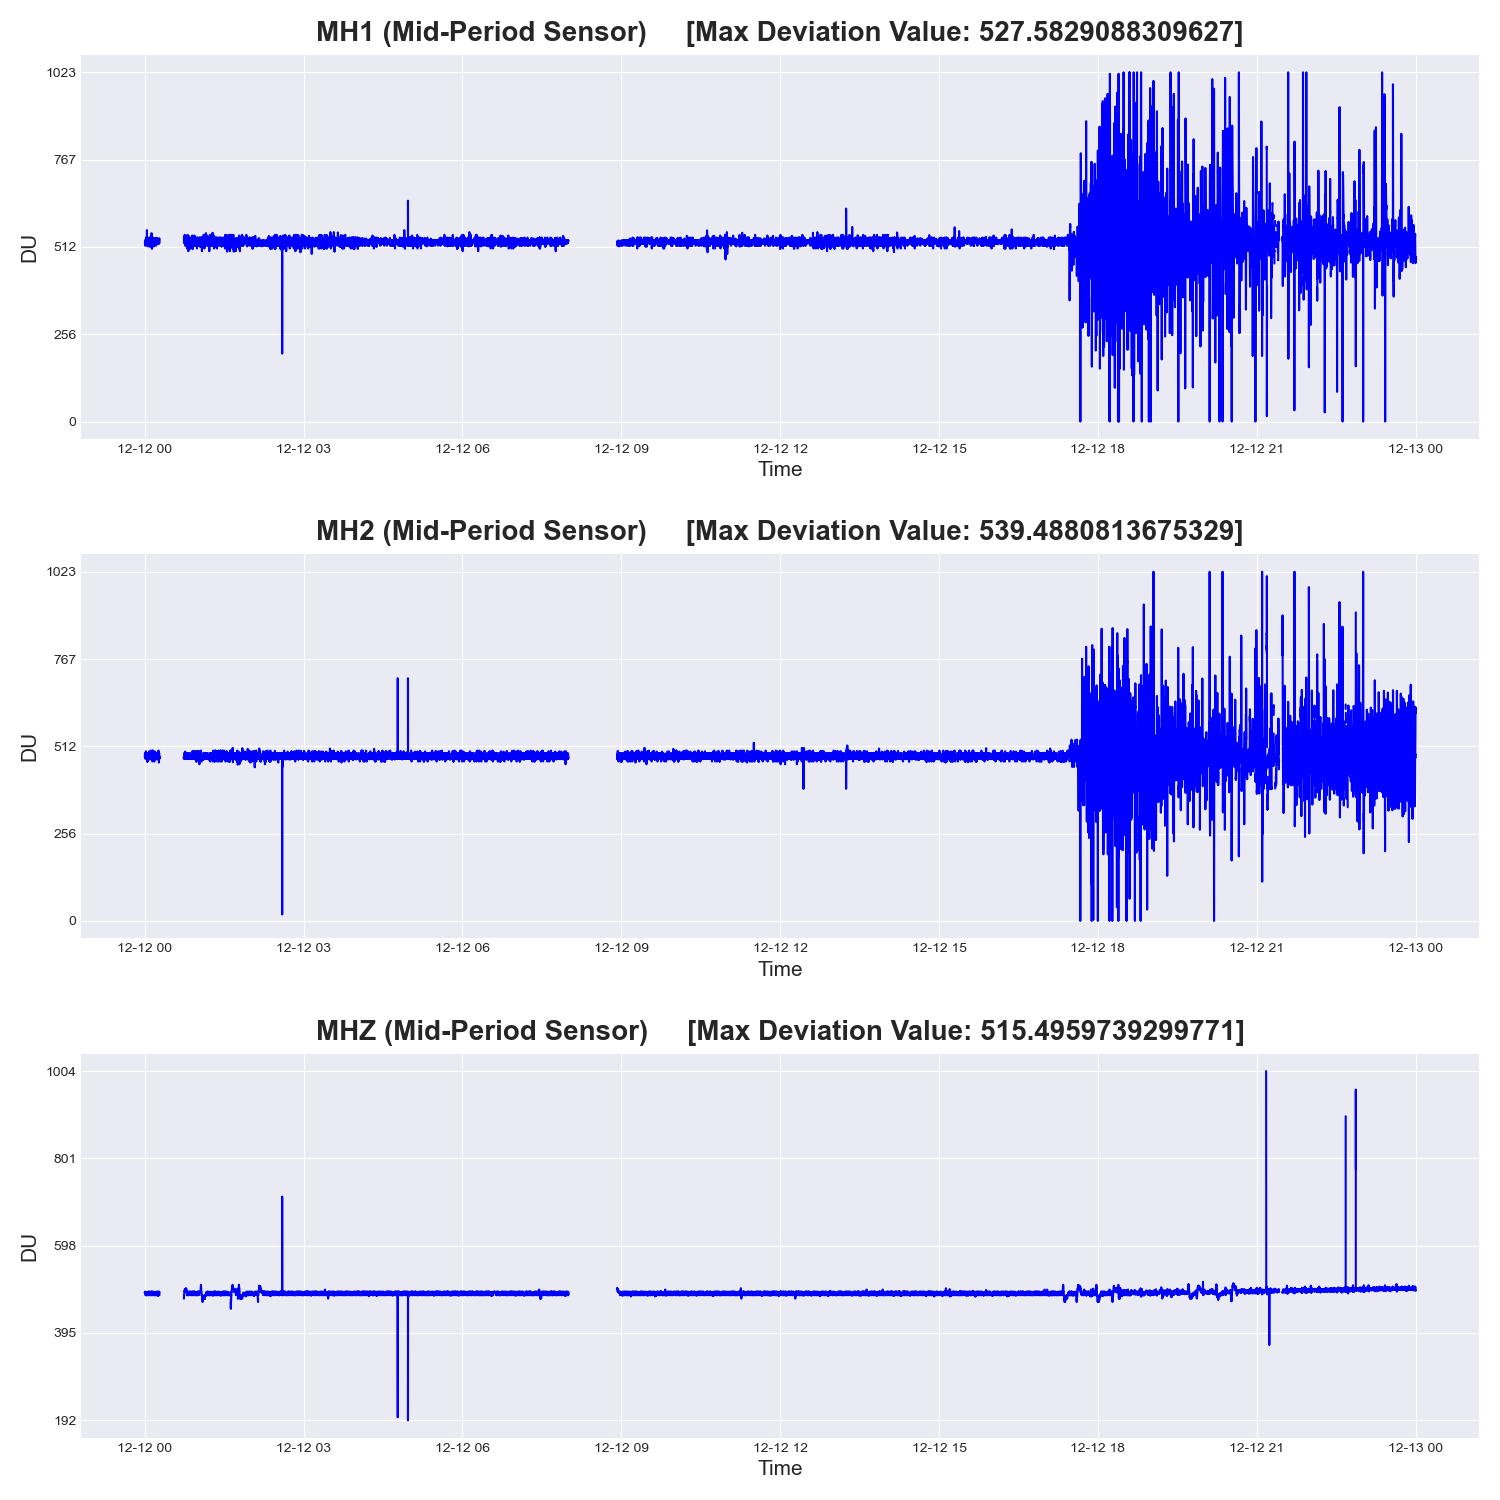 MH1 (Mid-Period Sensor) [Max Deviation Value: 527.5829088309627]
1023
767
512
256
0
DU
12-12 00 12-12 03 12-12 06 12-12 09 12-12 12 12-12 15 12-12 18 12-12 21 12-13 00
Time
MH2 (Mid-Period Sensor) [Max Deviation Value: 539.4880813675329]
1023
767
512
256
0
DU
12-12 00 12-12 03 12-12 06 12-12 09 12-12 12 12-12 15 12-12 18 12-12 21 12-13 00
Time
MHZ (Mid-Period Sensor) [Max Deviation Value: 515.4959739299771]
1004
801
598
395
192
DU
12-12 00 12-12 03 12-12 06 12-12 09 12-12 12 12-12 15 12-12 18 12-12 21 12-13 00
Time